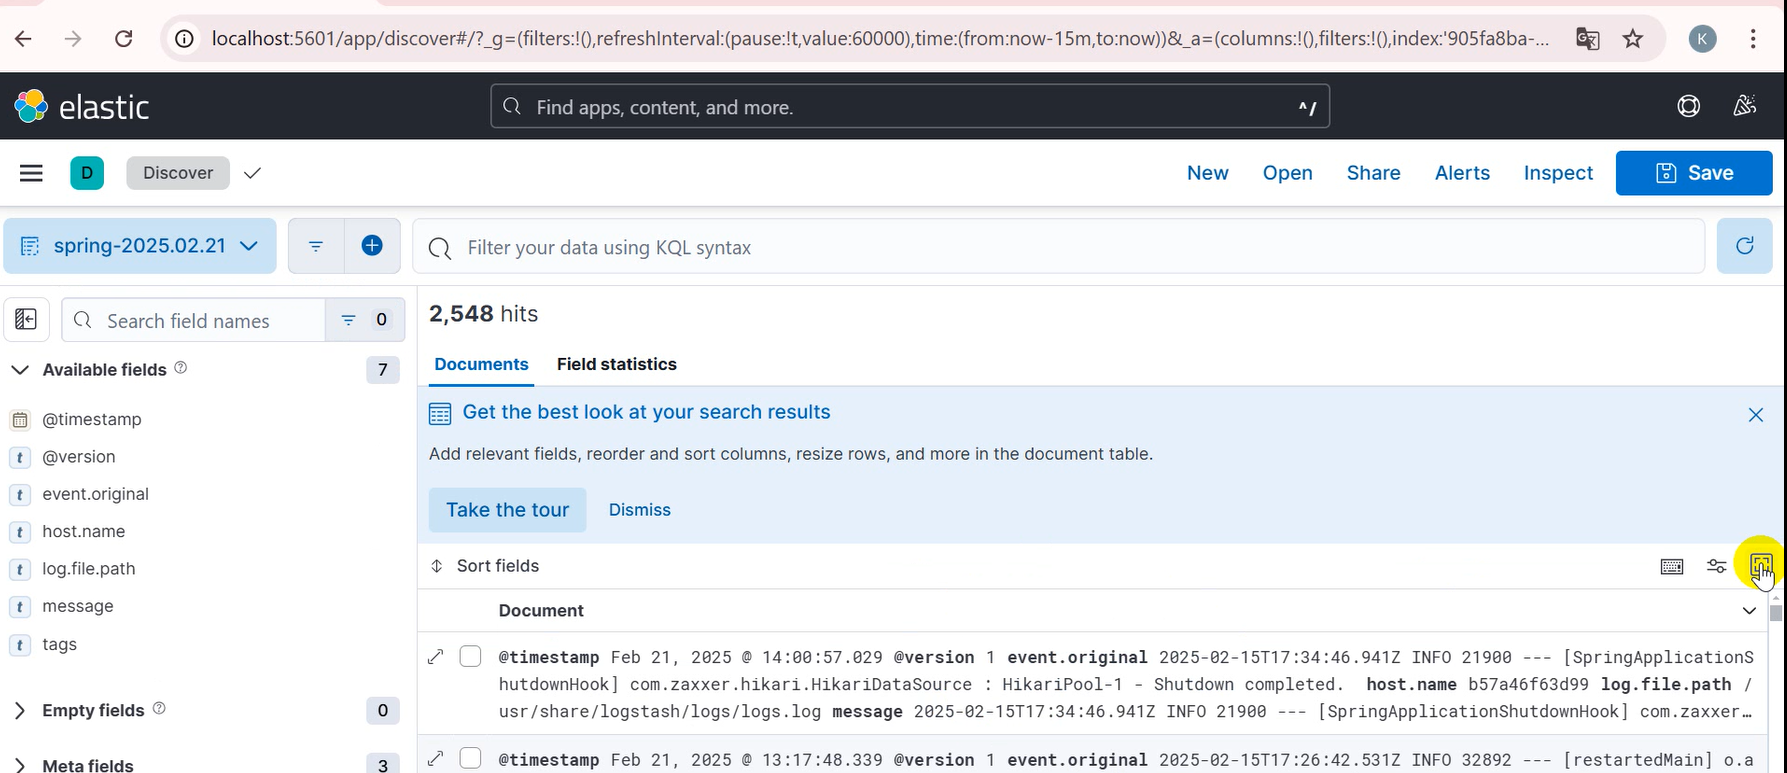 localhost:5601/app/discover#/?_g=(filters:!(),refreshInterval:(pause:!t,value:60000),time:(from:now-15m,to:now))&_a=(columns:!(),filters:!(),index:'905fa8ba-...
K
elastic
Find apps, content, and more.
^/
D
Discover
New
Open
Share
Alerts
Inspect
Save
spring-2025.02.21
Filter your data using KQL syntax
Search field names
0
2,548 hits
Available fields
7
Documents
Field statistics
@timestamp
@version
event.original
host.name
log.file.path
message
tags
Empty fields
0
Meta fields
3
Get the best look at your search results
Add relevant fields, reorder and sort columns, resize rows, and more in the document table.
Take the tour
Dismiss
Sort fields
Document
@timestamp Feb 21, 2025 @ 14:00:57.029 @version 1 event.original 2025-02-15T17:34:46.941Z INFO 21900 --- [SpringApplicationS
hutdownHook] com.zaxxer.hikari.HikariDataSource : HikariPool-1 - Shutdown completed. host.name b57a46f63d99 log.file.path /
usr/share/logstash/logs/logs.log message 2025-02-15T17:34:46.941Z INFO 21900 --- [SpringApplicationShutdownHook] com.zaxxer…
@timestamp Feb 21, 2025 @ 13:17:48.339 @version 1 event.original 2025-02-15T17:26:42.531Z INFO 32892 --- [restartedMain] o.a